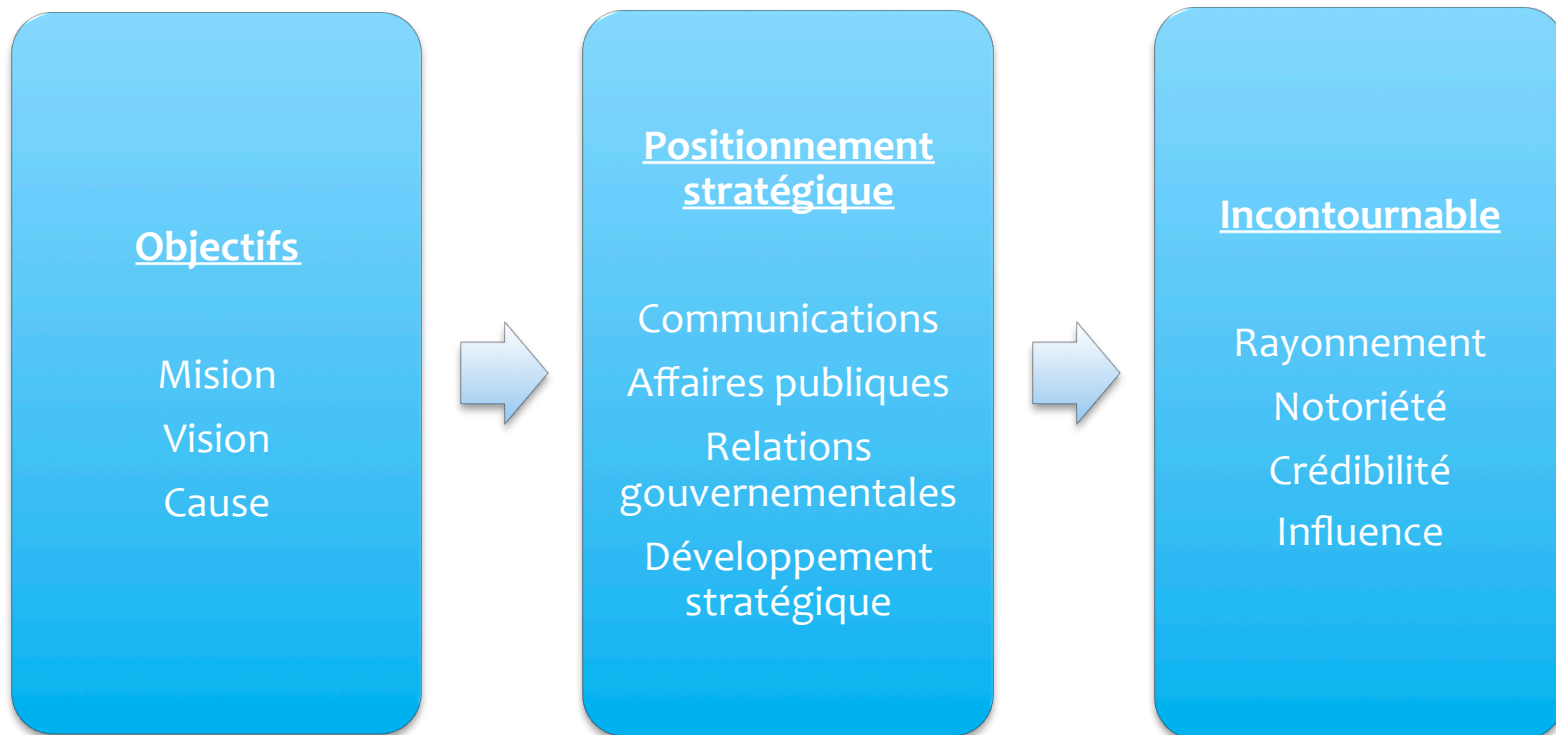 Objectifs
Mision
Vision
Cause
Positionnement
stratégique
Communications
Affaires publiques
Relations
gouvernementales
Développement
stratégique
Incontournable
Rayonnement
Notoriété
Crédibilité
Influence